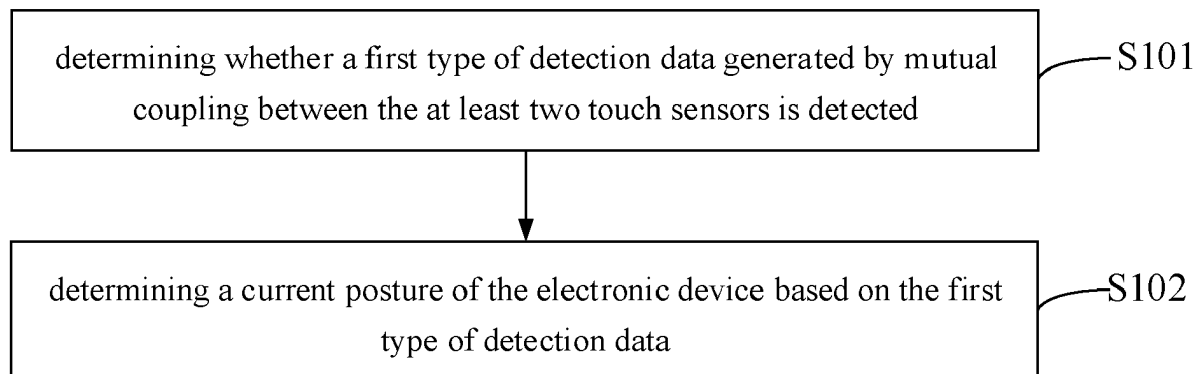 determining whether a first type of detection data generated by mutual
coupling between the at least two touch sensors is detected
S101
determining a current posture of the electronic device based on the first
type of detection data
S102